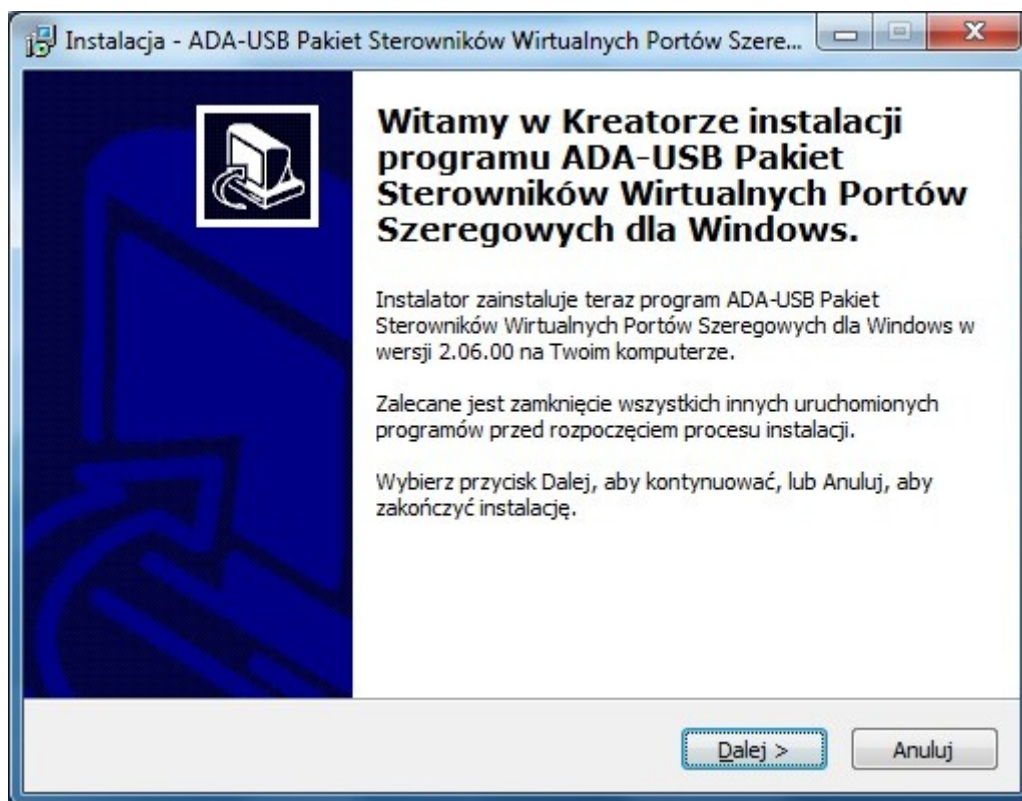 Instalacja - ADA-USB Pakiet Sterowników Wirtualnych Portów Szere...
Witamy w Kreatorze instalacji
programu ADA-USB Pakiet
Sterowników Wirtualnych Portów
Szeregowych dla Windows.
Instalator zainstaluje teraz program ADA-USB Pakiet
Sterowników Wirtualnych Portów Szeregowych dla Windows w
wersji 2.06.00 na Twoim komputerze.
Zalecane jest zamknięcie wszystkich innych uruchomionych
programów przed rozpoczęciem procesu instalacji.
Wybierz przycisk Dalej, aby kontynuować, lub Anuluj, aby
zakończyć instalację.
Dalej > Anuluj